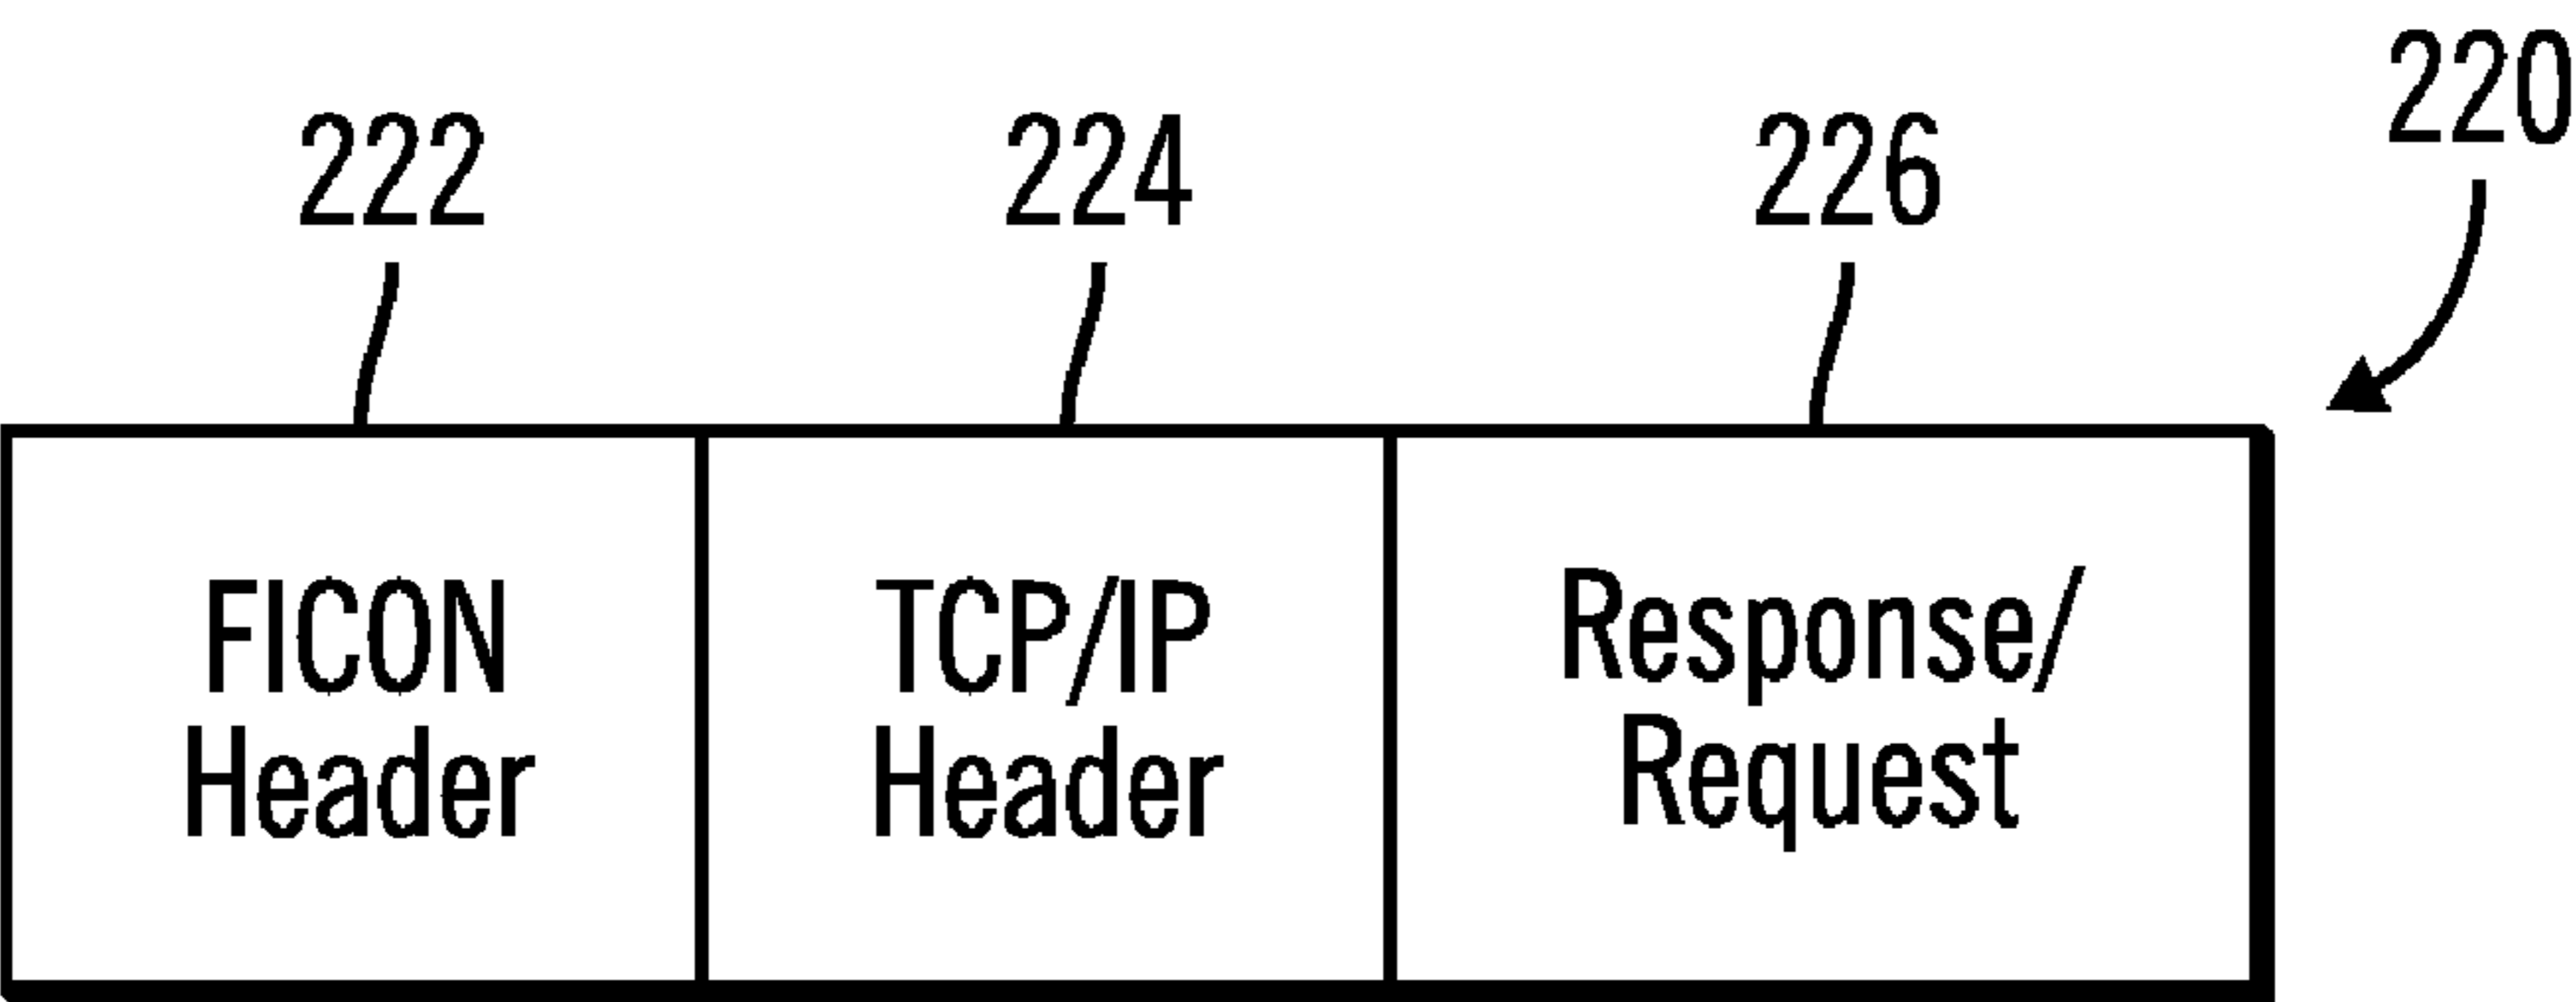 220
222 224 226
FICON
Header
TCP/IP
Header
Response/
Request